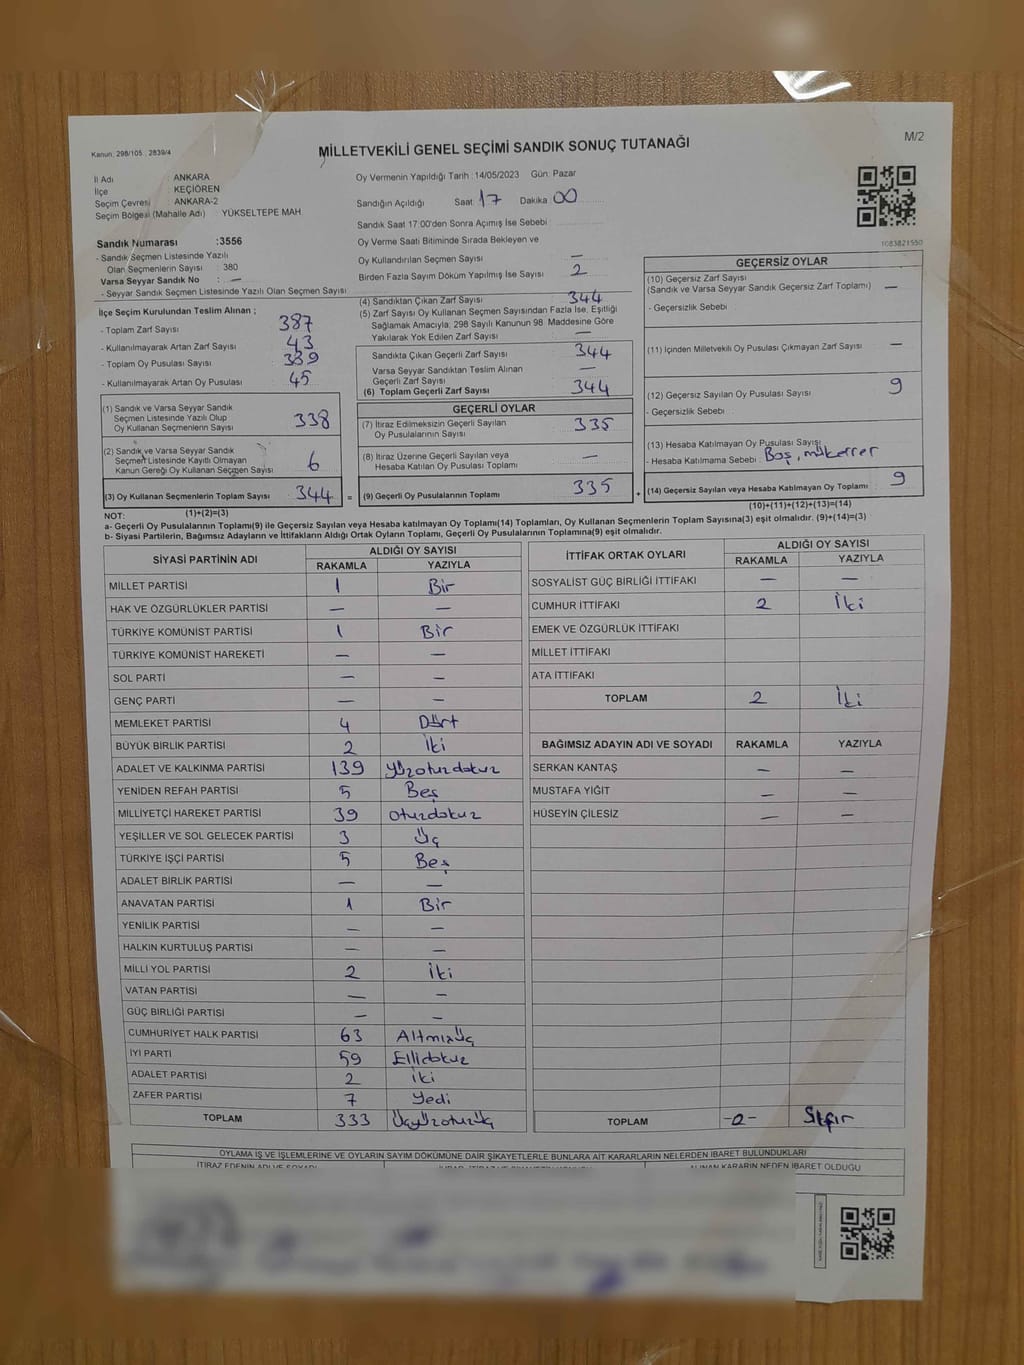 M/2
Kanun, 298/105 , 2839/4
MİLLETVEKİLİ GENEL SEÇİMİ SANDIK SONUÇ TUTANAĞI
İl Adı : ANKARA
İlçe : KEÇİÖREN
Seçim Çevresi : ANKARA-2
Seçim Bölgesi (Mahalle Adı) : YÜKSELTEPE MAH
Sandık Numarası :3556
- Sandık Seçmen Listesinde Yazılı
Olan Seçmenlerin Sayısı : 380
Varsa Seyyar Sandık No : —
- Seyyar Sandık Seçmen Listesinde Yazılı Olan Seçmen Sayısı
Oy Vermenin Yapıldığı Tarih : 14/05/2023 Gün: Pazar
Sandığın Açıldığı Saat: 17 Dakika 00
Sandık Saat 17:00'den Sonra Açımış İse Sebebi
Oy Verme Saati Bitiminde Sırada Bekleyen ve
Oy Kullandırılan Seçmen Sayısı —
Birden Fazla Sayım Döküm Yapılmış İse Sayısı 2
1083821550
İlçe Seçim Kurulundan Teslim Alınan ;
- Toplam Zarf Sayısı 387
- Kullanılmayarak Artan Zarf Sayısı 43
- Toplam Oy Pusulası Sayısı 389
- Kullanılmayarak Artan Oy Pusulası 45
(1) Sandık ve Varsa Seyyar Sandık
Seçmen Listesinde Yazılı Olup
Oy Kullanan Seçmenlerin Sayısı 338
(2) Sandık ve Varsa Seyyar Sandık
Seçmen Listesinde Kayıtlı Olmayan
Kanun Gereği Oy Kullanan Seçmen Sayısı 6
(3) Oy Kullanan Seçmenlerin Toplam Sayısı 344 =
(4) Sandıktan Çıkan Zarf Sayısı 344
(5) Zarf Sayısı Oy Kullanan Seçmen Sayısından Fazla İse, Eşitliği
Sağlamak Amacıyla, 298 Sayılı Kanunun 98. Maddesine Göre
Yakılarak Yok Edilen Zarf Sayısı —
Sandıkta Çıkan Geçerli Zarf Sayısı 344
Varsa Seyyar Sandıktan Teslim Alınan
Geçerli Zarf Sayısı —
(6) Toplam Geçerli Zarf Sayısı 344
GEÇERLİ OYLAR
(7) İtiraz Edilmeksizin Geçerli Sayılan
Oy Pusulalarının Sayısı 335
(8) İtiraz Üzerine Geçerli Sayılan veya
Hesaba Katılan Oy Pusulası Toplamı —
(9) Geçerli Oy Pusulalarının Toplamı 335 +
GEÇERSİZ OYLAR
(10) Geçersiz Zarf Sayısı
(Sandık ve Varsa Seyyar Sandık Geçersiz Zarf Toplamı) —
- Geçersizlik Sebebi
(11) İçinden Milletvekili Oy Pusulası Çıkmayan Zarf Sayısı —
(12) Geçersiz Sayılan Oy Pusulası Sayısı 9
- Geçersizlik Sebebi
(13) Hesaba Katılmayan Oy Pusulası Sayısı
- Hesaba Katılmama Sebebi : Boş, mükerrer
(14) Geçersiz Sayılan veya Hesaba Katılmayan Oy Toplamı 9
NOT: (1)+(2)=(3)
(10)+(11)+(12)+(13)=(14)
a- Geçerli Oy Pusulalarının Toplamı(9) ile Geçersiz Sayılan veya Hesaba katılmayan Oy Toplamı(14) Toplamları, Oy Kullanan Seçmenlerin Toplam Sayısına(3) eşit olmalıdır. (9)+(14)=(3)
b- Siyasi Partilerin, Bağımsız Adayların ve İttifakların Aldığı Ortak Oyların Toplamı, Geçerli Oy Pusulalarının Toplamına(9) eşit olmalıdır.
SİYASİ PARTİNİN ADI ALDIĞI OY SAYISI
RAKAMLA YAZIYLA
MİLLET PARTİSİ 1 Bir
HAK VE ÖZGÜRLÜKLER PARTİSİ — —
TÜRKİYE KOMÜNİST PARTİSİ 1 Bir
TÜRKİYE KOMÜNİST HAREKETİ — —
SOL PARTİ — —
GENÇ PARTİ — —
MEMLEKET PARTİSİ 4 Dört
BÜYÜK BİRLİK PARTİSİ 2 İki
ADALET VE KALKINMA PARTİSİ 139 yüzotuzdokuz
YENİDEN REFAH PARTİSİ 5 Beş
MİLLİYETÇİ HAREKET PARTİSİ 39 otuzdokuz
YEŞİLLER VE SOL GELECEK PARTİSİ 3 Üç
TÜRKİYE İŞÇİ PARTİSİ 5 Beş
ADALET BİRLİK PARTİSİ — —
ANAVATAN PARTİSİ 1 Bir
YENİLİK PARTİSİ — —
HALKIN KURTULUŞ PARTİSİ — —
MİLLİ YOL PARTİSİ 2 İki
VATAN PARTİSİ — —
GÜÇ BİRLİĞİ PARTİSİ — —
CUMHURİYET HALK PARTİSİ 63 Altmışüç
İYİ PARTİ 59 Ellidokuz
ADALET PARTİSİ 2 iki
ZAFER PARTİSİ 7 Yedi
TOPLAM 333 Üçyüzotuzüç
İTTİFAK ORTAK OYLARI ALDIĞI OY SAYISI
RAKAMLA YAZIYLA
SOSYALİST GÜÇ BİRLİĞİ İTTİFAKI — —
CUMHUR İTTİFAKI 2 İki
EMEK VE ÖZGÜRLÜK İTTİFAKI
MİLLET İTTİFAKI
ATA İTTİFAKI
TOPLAM 2 İki
BAĞIMSIZ ADAYIN ADI VE SOYADI RAKAMLA YAZIYLA
SERKAN KANTAŞ — —
MUSTAFA YİĞİT — —
HÜSEYİN ÇİLESİZ — —
TOPLAM -0- Sıfır
OYLAMA İŞ VE İŞLEMLERİNE VE OYLARIN SAYIM DÖKÜMÜNE DAİR ŞİKAYETLERLE BUNLARA AİT KARARLARIN NELERDEN İBARET BULUNDUKLARI
ALINAN KARARIN NEDEN İBARET OLDUĞU